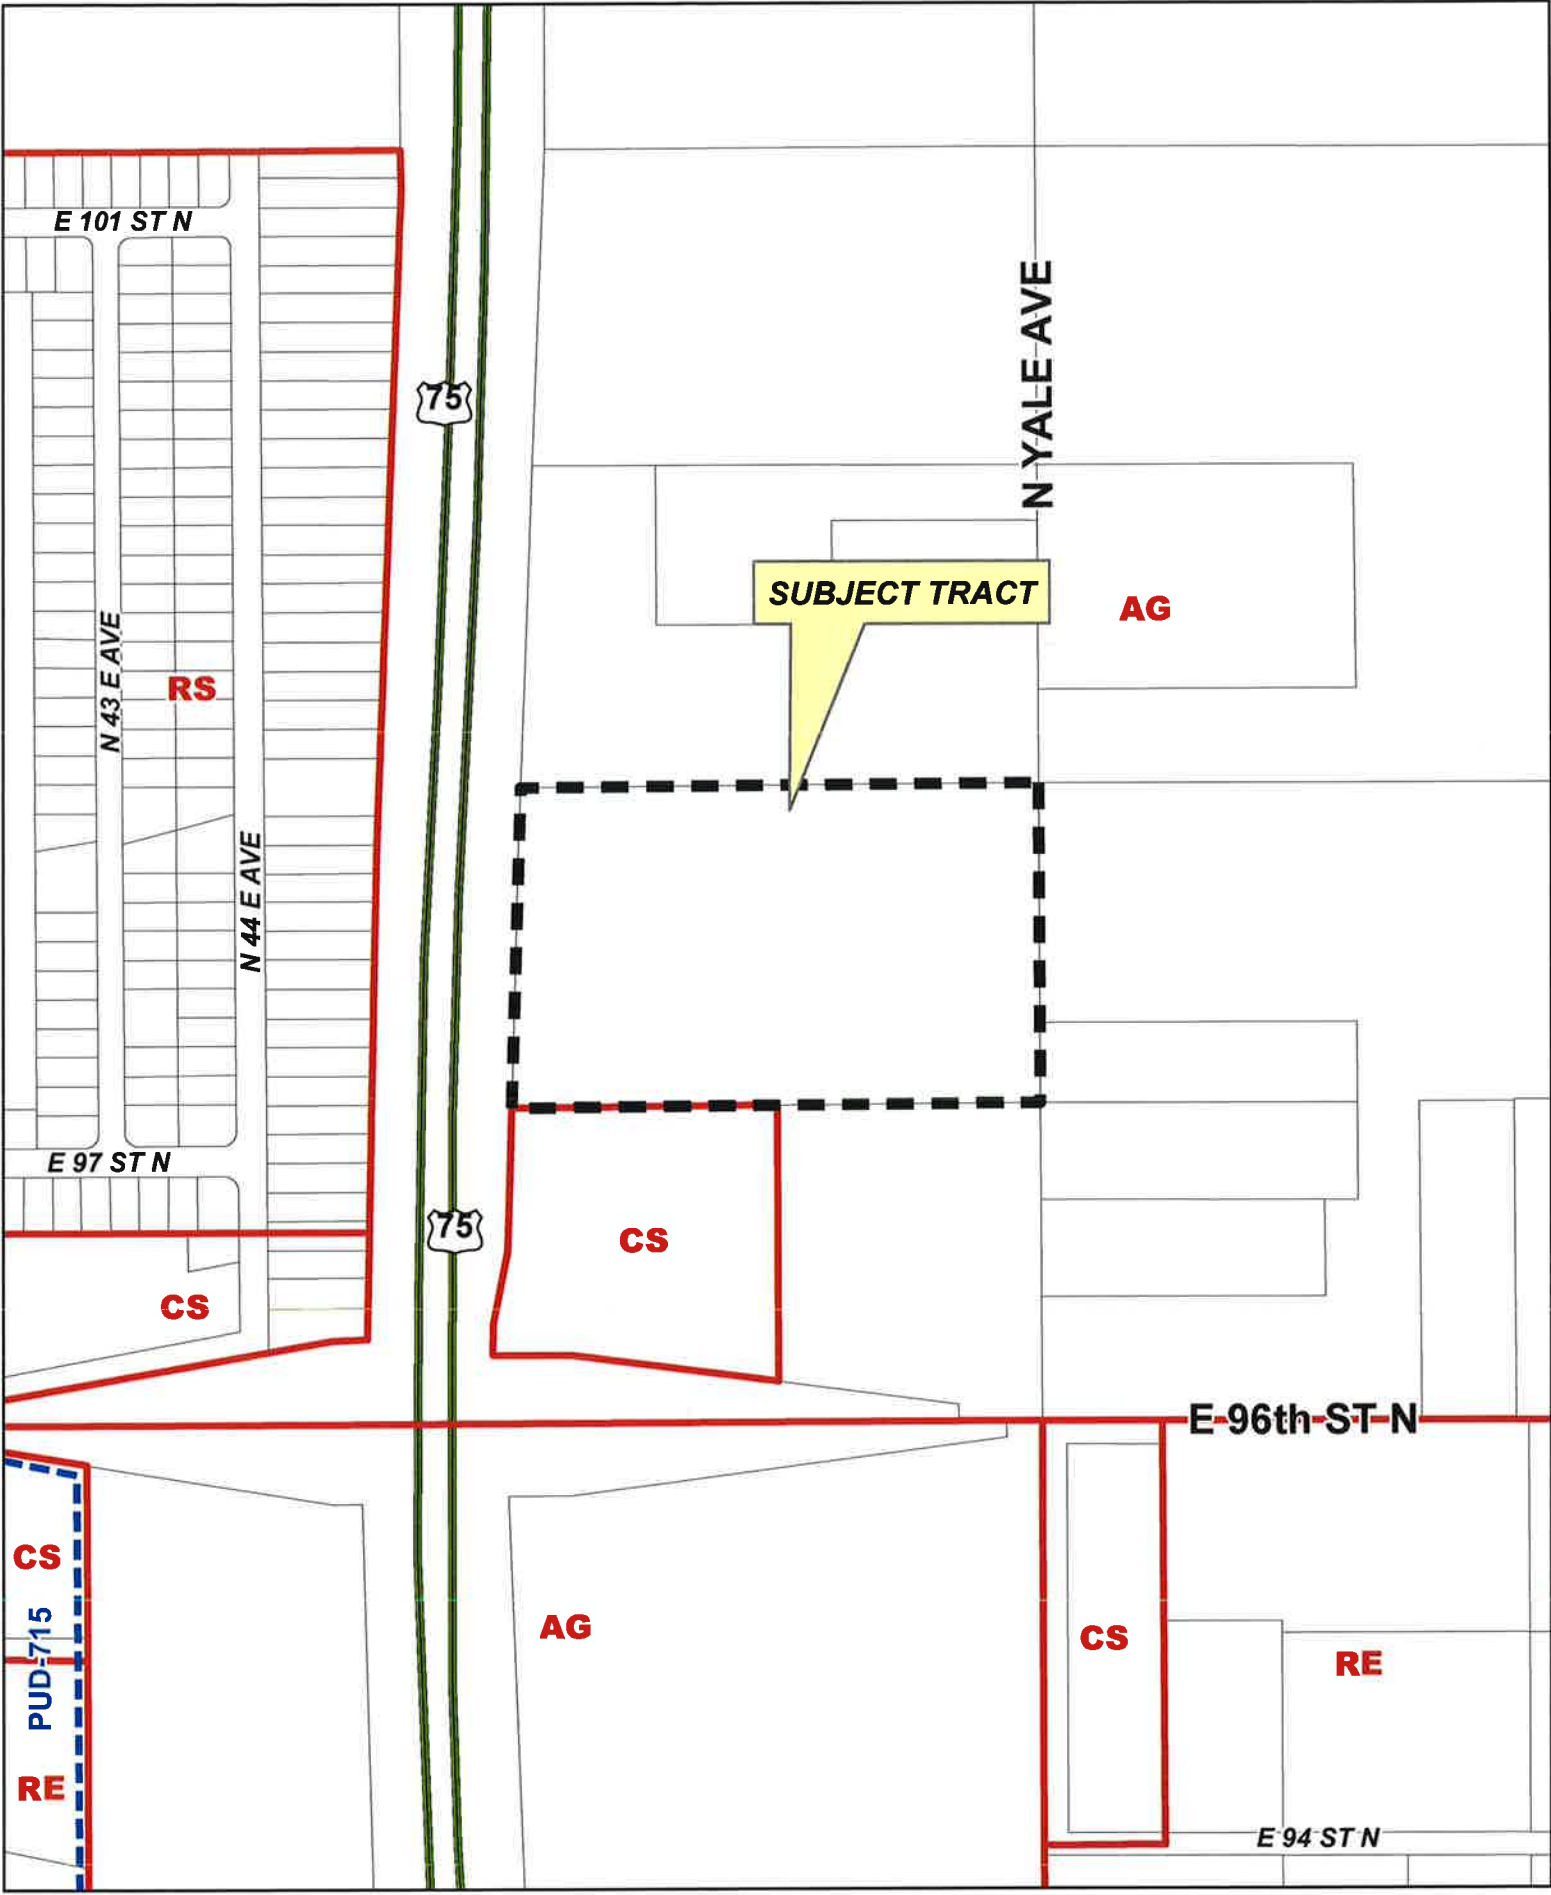 E 101 ST N
N YALE AVE
75
SUBJECT TRACT
AG
N 43 E AVE
RS
N 44 E AVE
E 97 ST N
75
CS
CS
E 96th ST N
CS
PUD-715
AG
CS
RE
RE
E 94 ST N